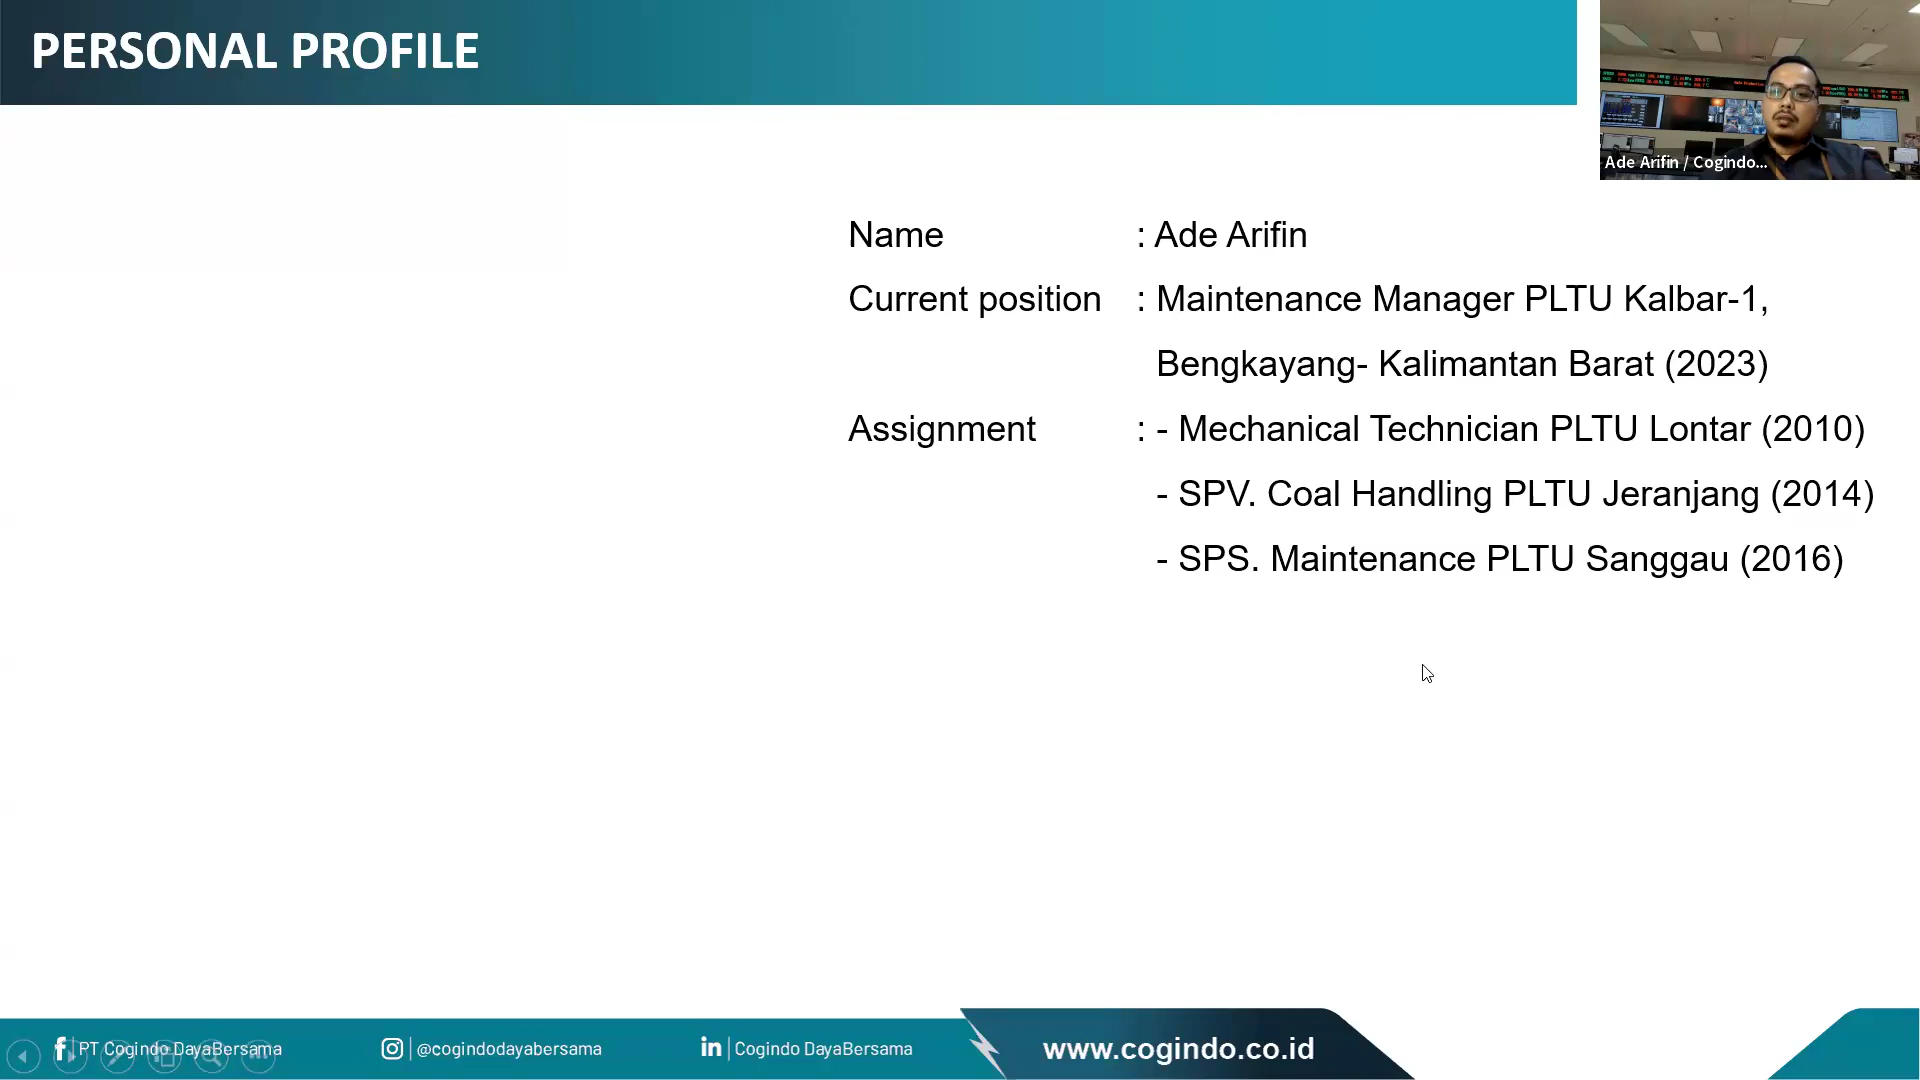 PERSONAL PROFILE
Ade Arifin / Cogindo...
Name : Ade Arifin
Current position : Maintenance Manager PLTU Kalbar-1,
Bengkayang- Kalimantan Barat (2023)
Assignment : - Mechanical Technician PLTU Lontar (2010)
- SPV. Coal Handling PLTU Jeranjang (2014)
- SPS. Maintenance PLTU Sanggau (2016)
f | PT Cogindo DayaBersama
| @cogindodayabersama
in | Cogindo DayaBersama
www.cogindo.co.id